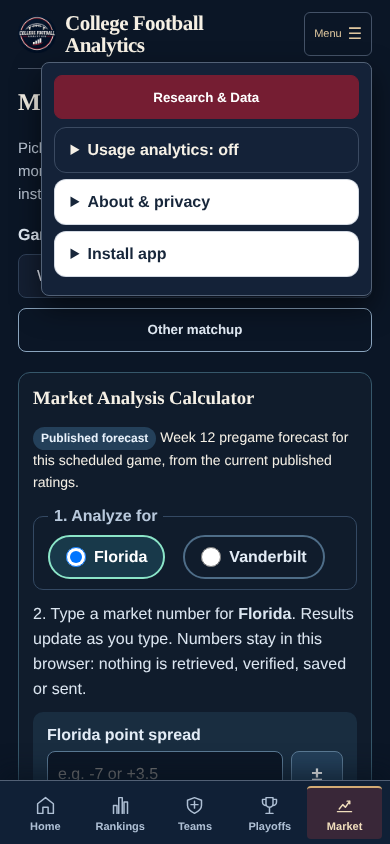 College Football
Analytics
Menu
Research & Data
Usage analytics: off
About & privacy
Install app
Other matchup
Market Analysis Calculator
Published forecast Week 12 pregame forecast for
this scheduled game, from the current published
ratings.
1. Analyze for
Florida
Vanderbilt
2. Type a market number for Florida. Results
update as you type. Numbers stay in this
browser: nothing is retrieved, verified, saved
or sent.
Florida point spread
e.g. -7 or +3.5
±
Home
Rankings
Teams
Playoffs
Market